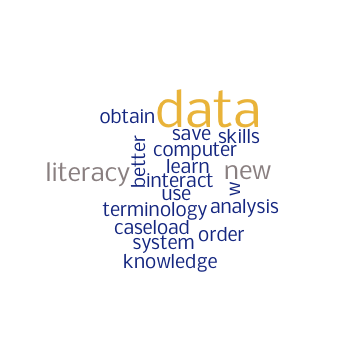 data
obtain
save
skills
computer
better
literacy
learn
new
interact
w
use
terminology
analysis
caseload
order
system
knowledge